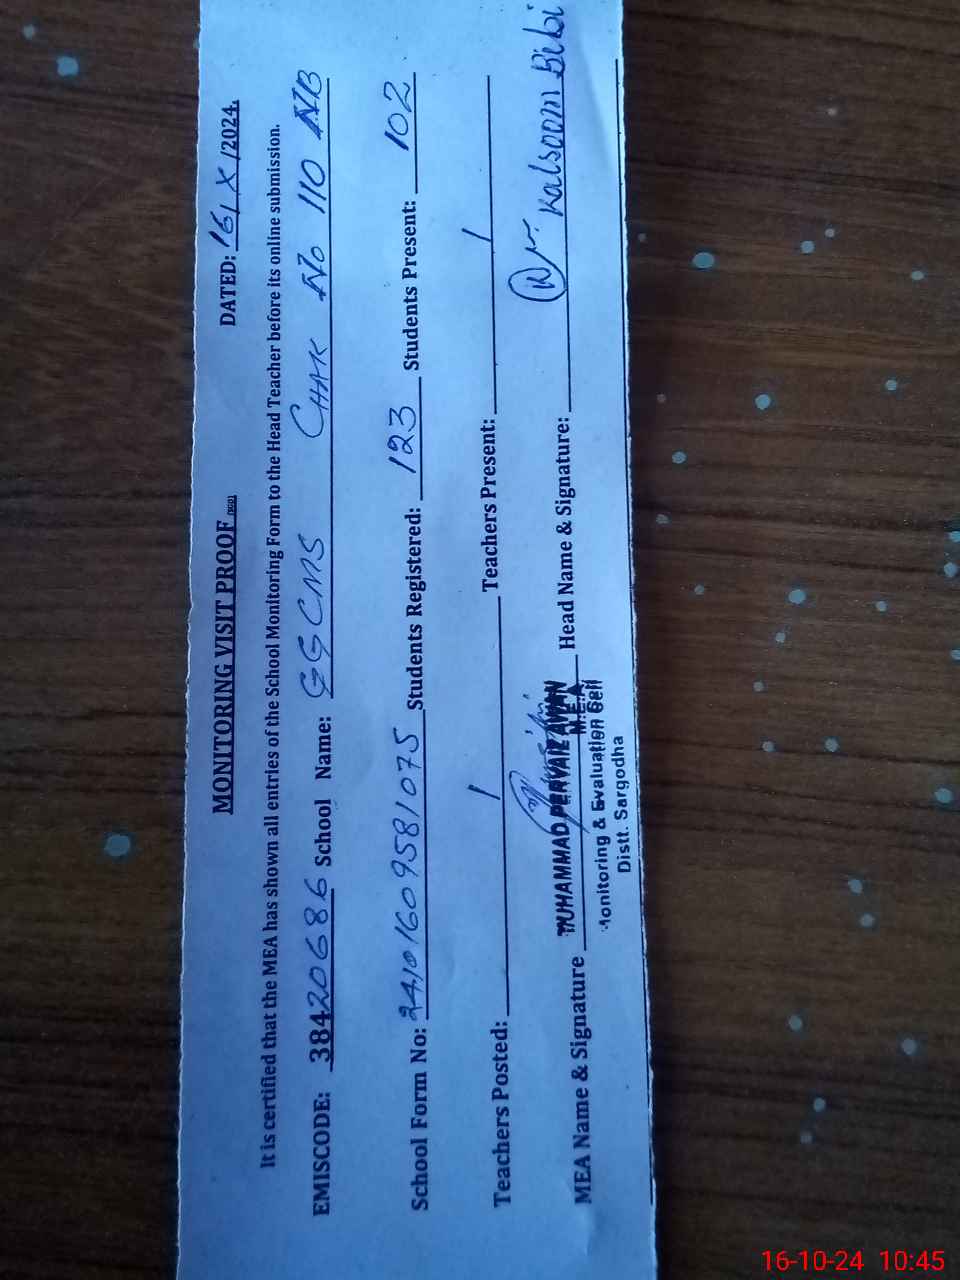 MONITORING VISIT PROOF
DATED: 16/X/2024.
It is certified that the MEA has shown all entries of the School Monitoring Form to the Head Teacher before its online submission.
EMISCODE: 38420686 School Name: GGCMS CHAK No 110 NB
School Form No: 24101609581075 Students Registered: 123 Students Present: 102
Teachers Posted: 1 Teachers Present: 1
MEA Name & Signature MUHAMMAD PERVAIZ AWAN Head Name & Signature: Kalsoom Bibi
M.E.A
Monitoring & Evaluation Cell
Distt. Sargodha
16-10-24 10:45